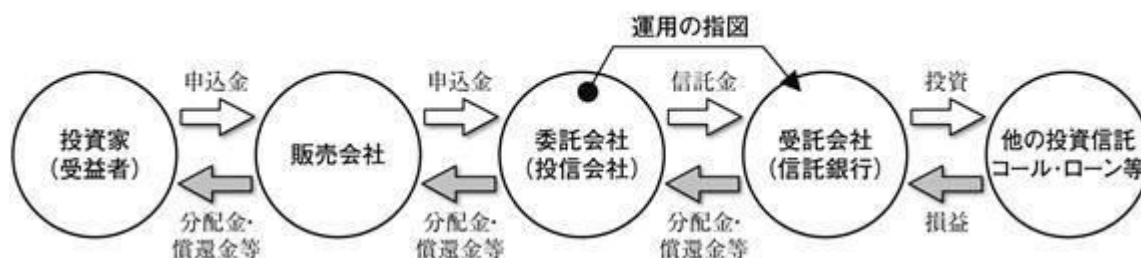 運用の指図
申込金
申込金
信託金
投資
投資家
(受益者)
販売会社
委託会社
(投信会社)
受託会社
(信託銀行)
他の投資信託
コール・ローン等
分配金・
償還金等
分配金・
償還金等
分配金・
償還金等
損益